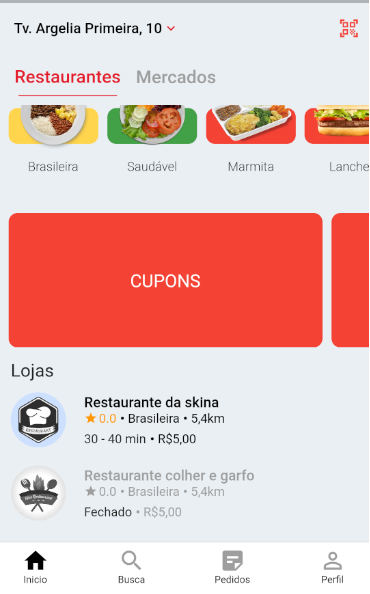 Tv. Argelia Primeira, 10
Restaurantes Mercados
Brasileira Saudável Marmita Lanche
CUPONS
Lojas
Restaurante da skina
0.0 • Brasileira • 5,4km
30 - 40 min • R$5,00
Restaurante colher e garfo
0.0 • Brasileira • 5,4km
Fechado • R$5,00
Inicio Busca Pedidos Perfil